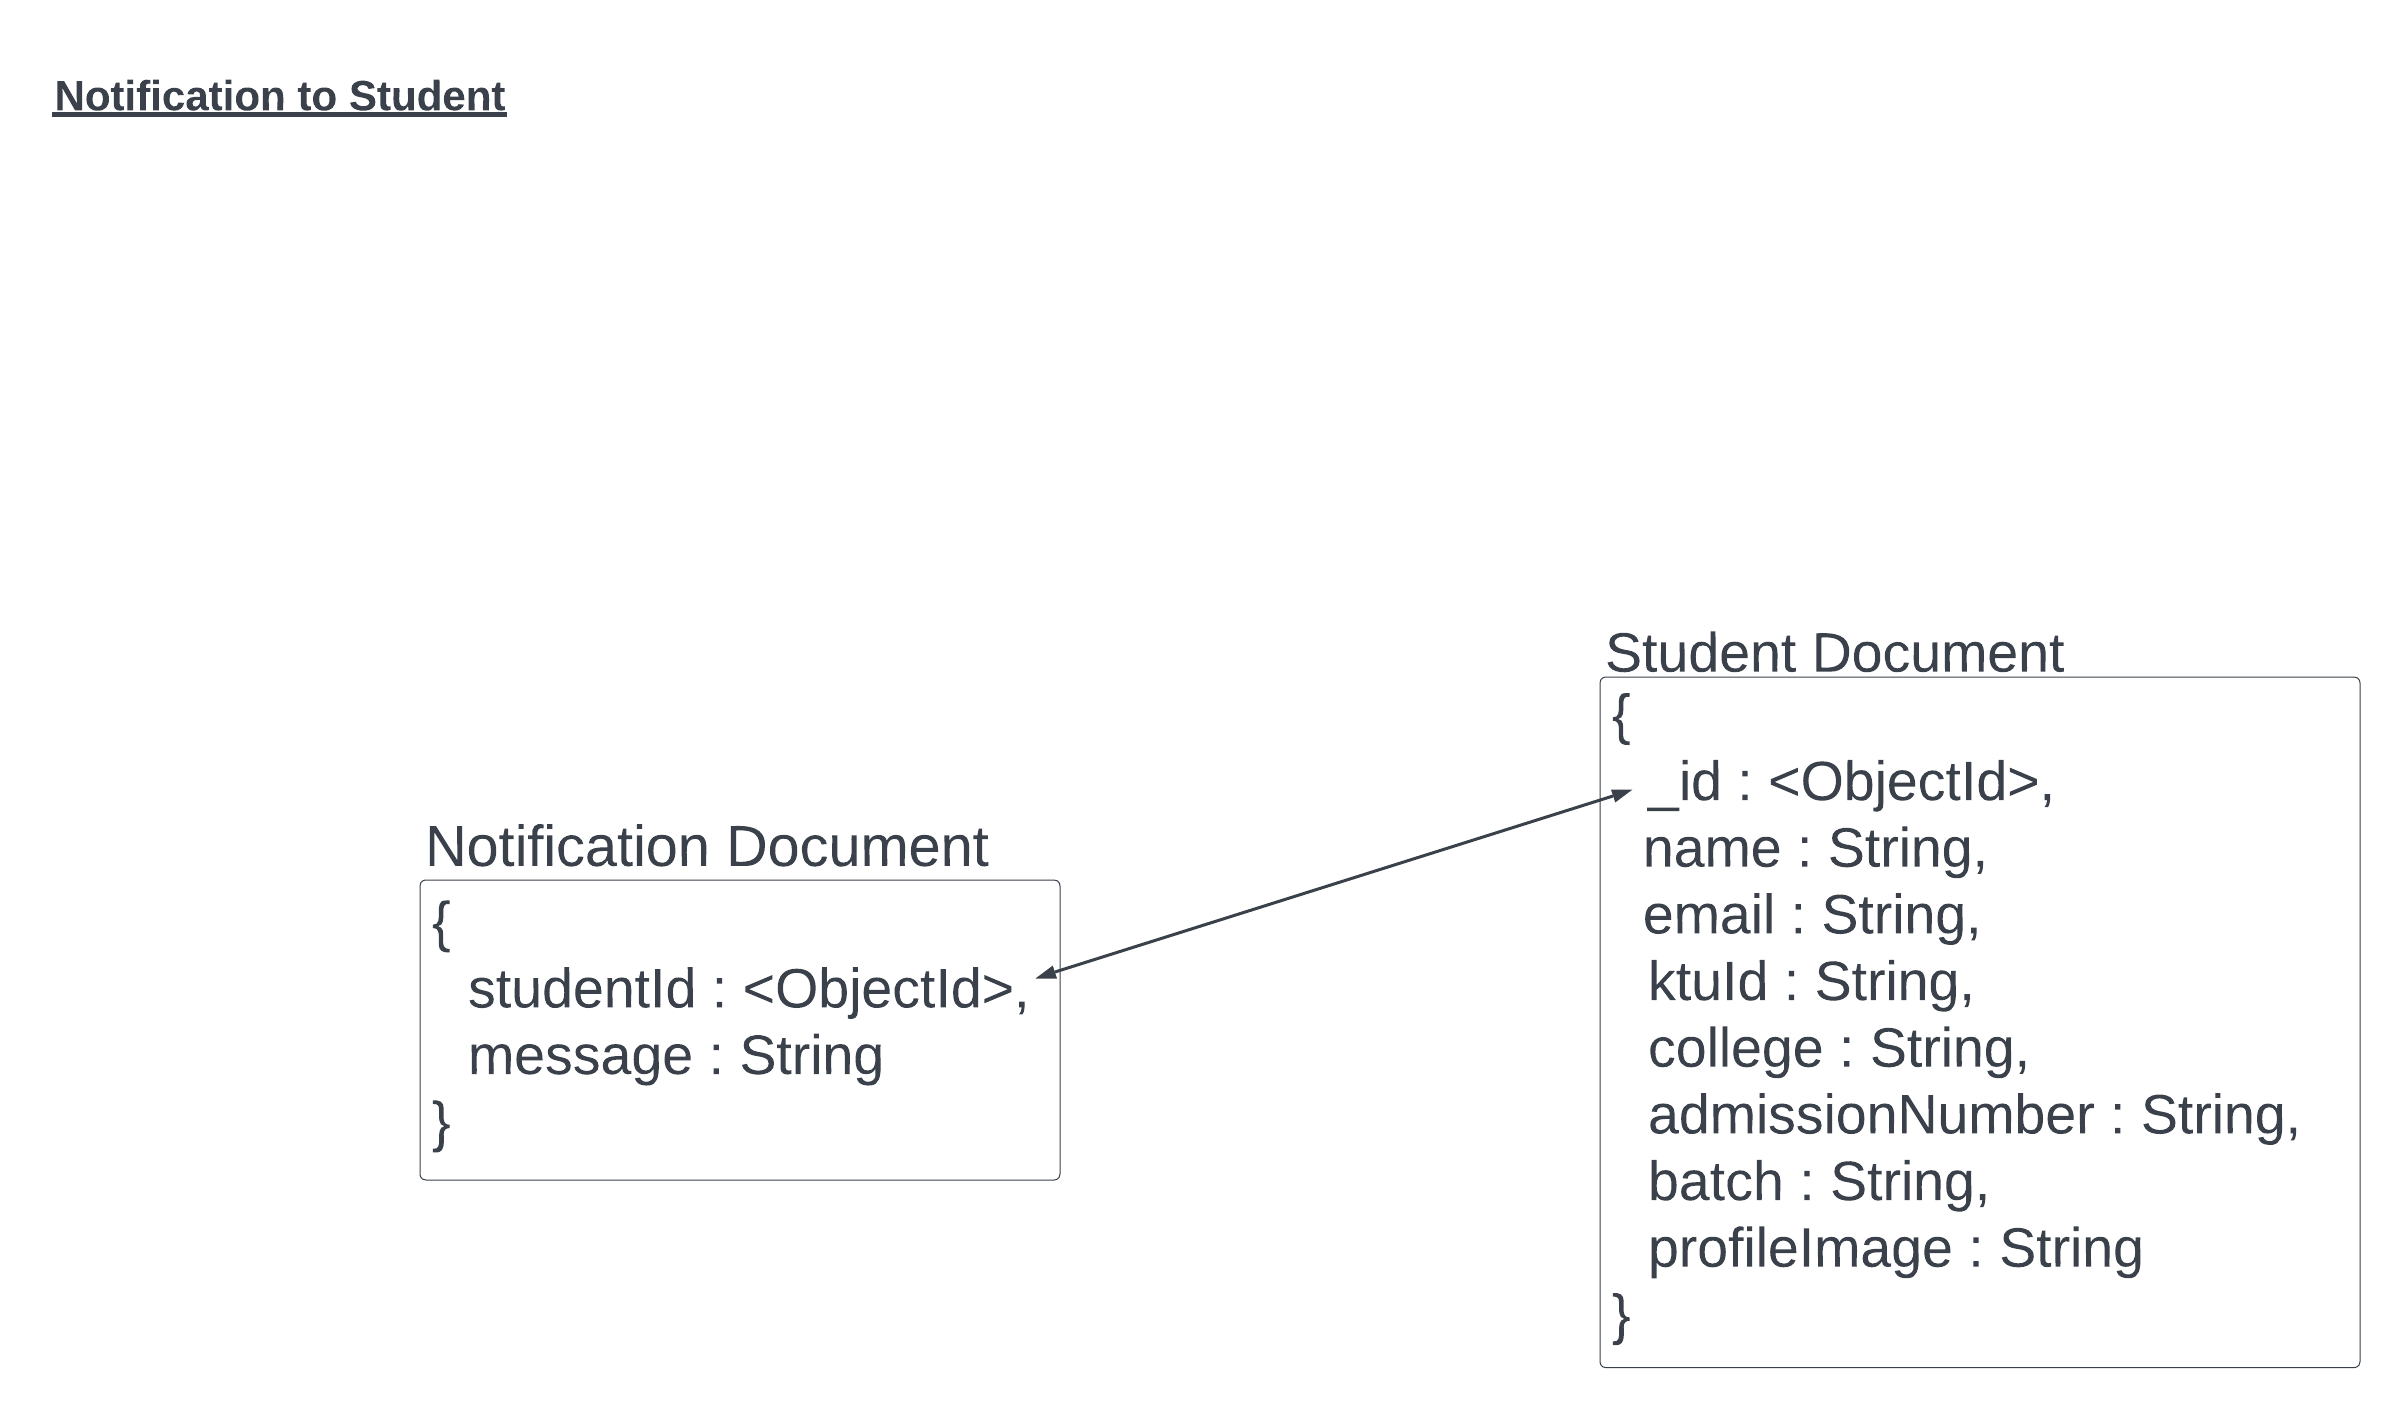 Notification to Student
Notification Document
{
studentId : <ObjectId>,
message : String
}
Student Document
{
_id : <ObjectId>,
name : String,
email : String,
ktuId : String,
college : String,
admissionNumber : String,
batch : String,
profileImage : String
}